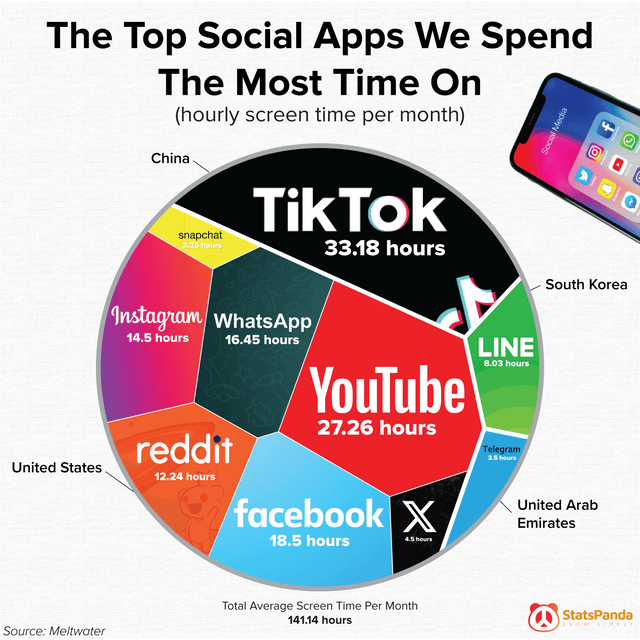 The Top Social Apps We Spend
The Most Time On
(hourly screen time per month)
Social Media
China
TikTok
33.18 hours
snapchat
3.28 hours
South Korea
Instagram
14.5 hours
WhatsApp
16.45 hours
LINE
8.03 hours
YouTube
27.26 hours
reddit
12.24 hours
Telegram
3.5 hours
United States
facebook
18.5 hours
X
4.5 hours
United Arab
Emirates
Total Average Screen Time Per Month
141.14 hours
Source: Meltwater
StatsPanda